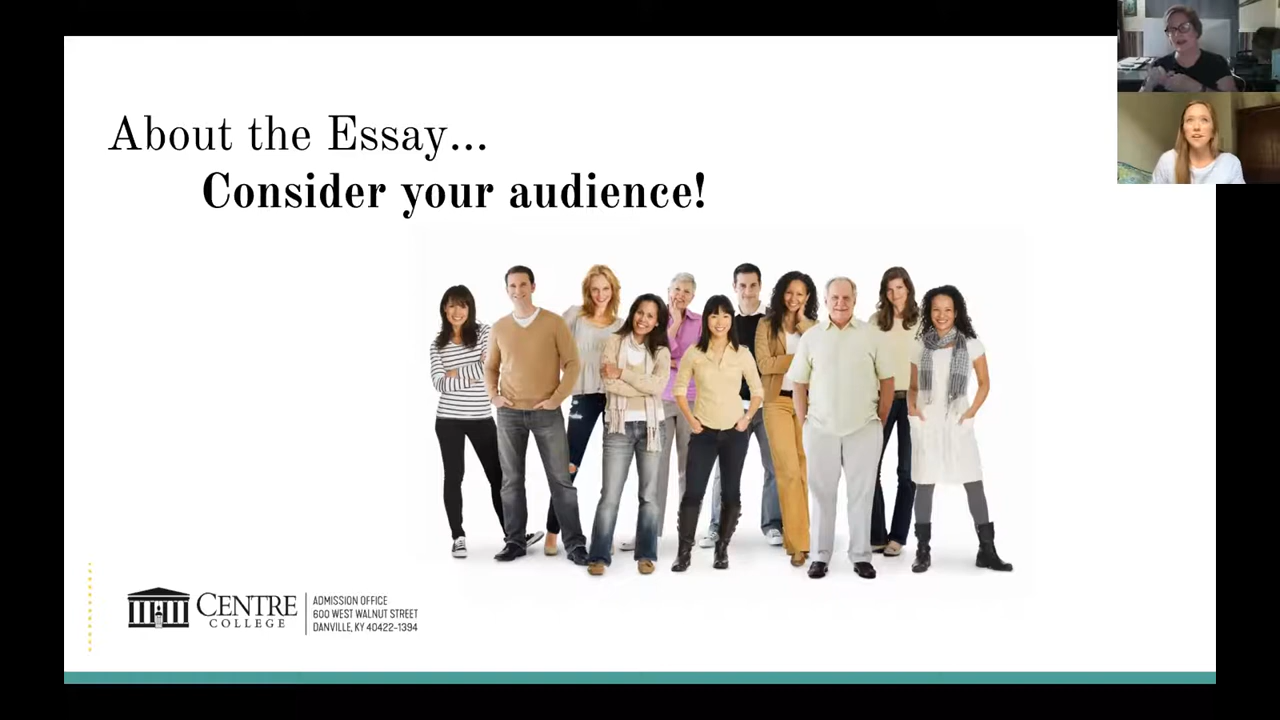 About the Essay...
Consider your audience!
CENTRE
COLLEGE
ADMISSION OFFICE
600 WEST WALNUT STREET
DANVILLE, KY 40422-1394